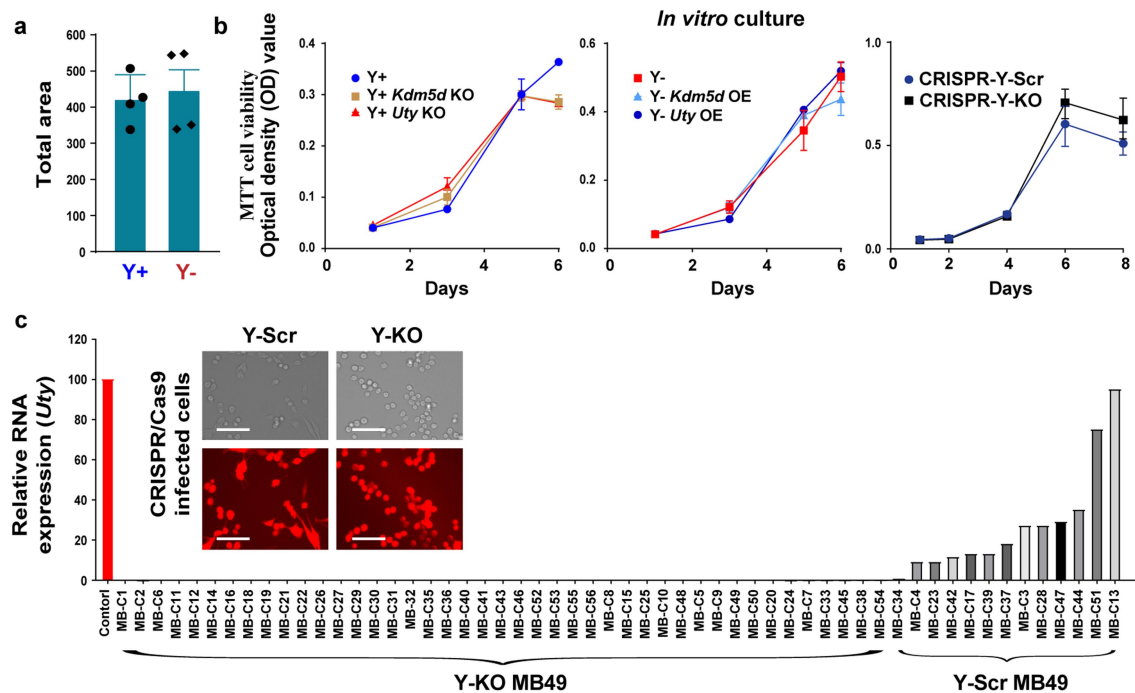 a
Total area
600
500
400
300
200
100
0
Y+
Y-
b
In vitro culture
MTT cell viability
Optical density (OD) value
0.4
0.3
0.2
0.1
0.0
0 2 4 6
Days
Y+
Y+ Kdm5d KO
Y+ Uty KO
0.6
0.4
0.2
0.0
0 2 4 6
Days
Y-
Y- Kdm5d OE
Y- Uty OE
1.0
0.5
0.0
0 2 4 6 8
Days
CRISPR-Y-Scr
CRISPR-Y-KO
c
Relative RNA
expression (Uty)
120
100
80
60
40
20
0
Y-Scr
Y-KO
CRISPR/Cas9
infected cells
Contorl
MB-C1
MB-C2
MB-C6
MB-C11
MB-C12
MB-C14
MB-C16
MB-C18
MB-C19
MB-C21
MB-C22
MB-C26
MB-C27
MB-C29
MB-C30
MB-C31
MB-32
MB-C35
MB-C36
MB-C40
MB-C41
MB-C43
MB-C46
MB-C52
MB-C53
MB-C55
MB-C56
MB-C8
MB-C15
MB-C25
MB-C10
MB-C48
MB-C5
MB-C9
MB-C49
MB-C50
MB-C20
MB-C24
MB-C7
MB-C33
MB-C45
MB-C38
MB-C54
MB-C34
MB-C4
MB-C23
MB-C42
MB-C17
MB-C39
MB-C37
MB-C3
MB-C28
MB-C47
MB-C44
MB-C51
MB-C13
Y-KO MB49
Y-Scr MB49